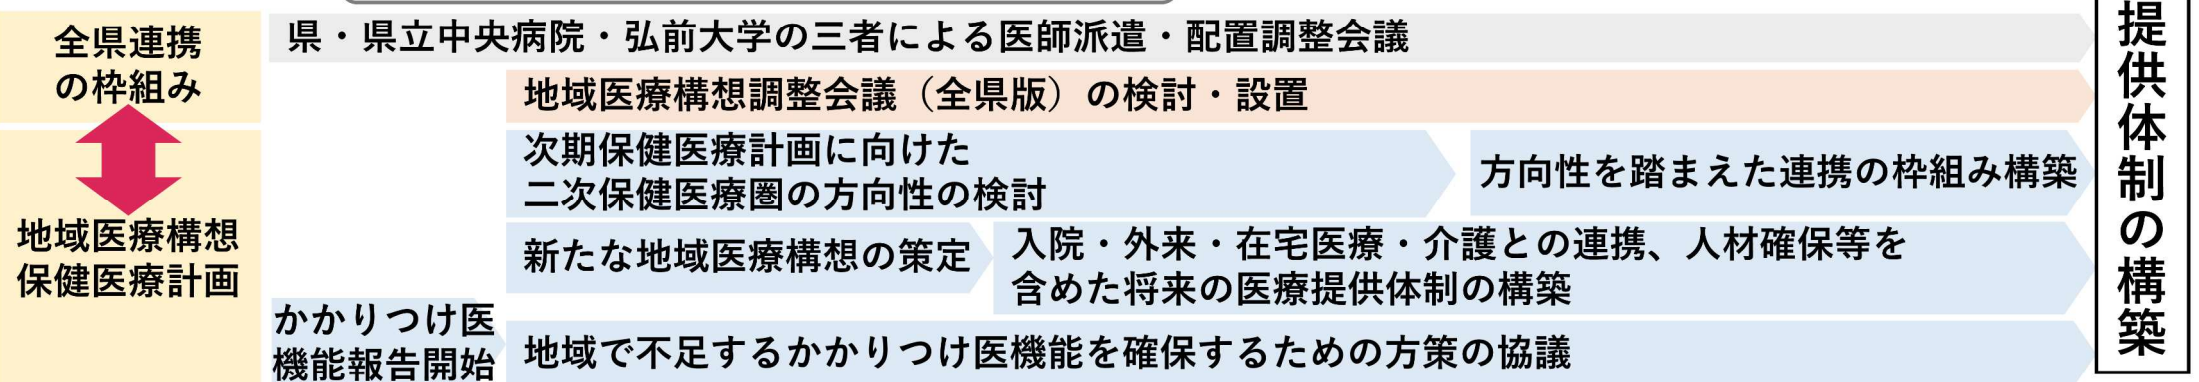 全県連携
の枠組み
県・県立中央病院・弘前大学の三者による医師派遣・配置調整会議
地域医療構想調整会議（全県版）の検討・設置
地域医療構想
保健医療計画
次期保健医療計画に向けた
二次保健医療圏の方向性の検討
方向性を踏まえた連携の枠組み構築
新たな地域医療構想の策定
入院・外来・在宅医療・介護との連携、人材確保等を
含めた将来の医療提供体制の構築
かかりつけ医
機能報告開始
地域で不足するかかりつけ医機能を確保するための方策の協議
提供体制の構築